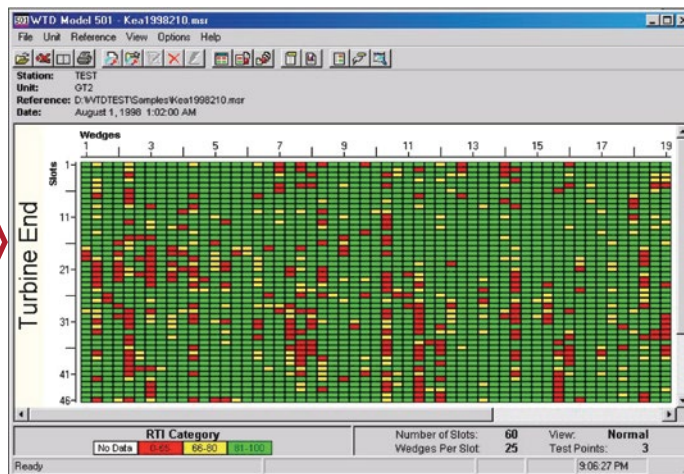 501 WTD Model 501 - Kea1998210.msr
File Unit Reference View Options Help
Station: TEST
Unit: GT2
Reference: D:\WTDTEST\Samples\Kea1998210.msr
Date: August 1, 1998 1:02:00 AM
Wedges
1 3 5 7 9 11 13 15 17 19
Slots
1
11
21
31
41
46
Turbine End
RTI Category
No Data 0-65 66-80 81-100
Number of Slots: 60 View: Normal
Wedges Per Slot: 25 Test Points: 3
Ready 9:06:27 PM